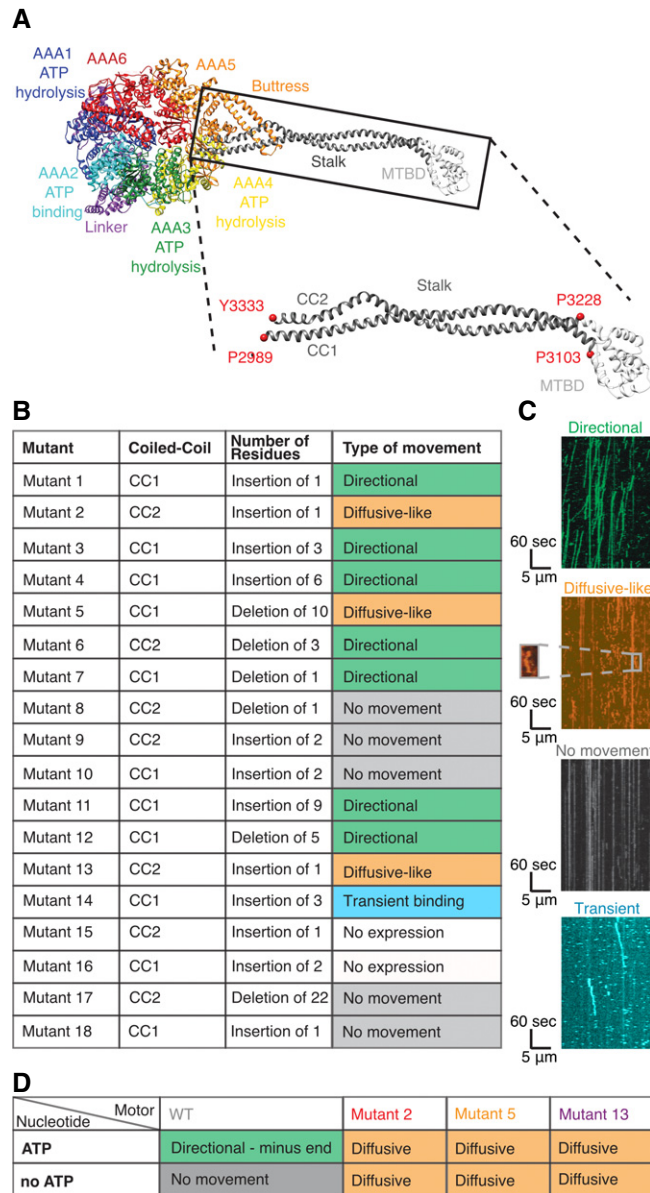 A
AAA1
ATP
hydrolysis
AAA6
AAA5
Buttress
AAA2
ATP
binding
Linker
AAA3
ATP
hydrolysis
AAA4
ATP
hydrolysis
Stalk
MTBD
Y3333
CC2
Stalk
P3228
P2989
CC1
P3103
MTBD
B
Mutant Coiled-Coil Number of Residues Type of movement
Mutant 1 CC1 Insertion of 1 Directional
Mutant 2 CC2 Insertion of 1 Diffusive-like
Mutant 3 CC1 Insertion of 3 Directional
Mutant 4 CC1 Insertion of 6 Directional
Mutant 5 CC1 Deletion of 10 Diffusive-like
Mutant 6 CC2 Deletion of 3 Directional
Mutant 7 CC1 Deletion of 1 Directional
Mutant 8 CC2 Deletion of 1 No movement
Mutant 9 CC2 Insertion of 2 No movement
Mutant 10 CC1 Insertion of 2 No movement
Mutant 11 CC1 Insertion of 9 Directional
Mutant 12 CC1 Deletion of 5 Directional
Mutant 13 CC2 Insertion of 1 Diffusive-like
Mutant 14 CC1 Insertion of 3 Transient binding
Mutant 15 CC2 Insertion of 1 No expression
Mutant 16 CC1 Insertion of 2 No expression
Mutant 17 CC2 Deletion of 22 No movement
Mutant 18 CC1 Insertion of 1 No movement
C
Directional
60 sec
5 µm
Diffusive-like
60 sec
5 µm
No movement
60 sec
5 µm
Transient
60 sec
5 µm
D
Motor
Nucleotide
WT Mutant 2 Mutant 5 Mutant 13
ATP Directional - minus end Diffusive Diffusive Diffusive
no ATP No movement Diffusive Diffusive Diffusive